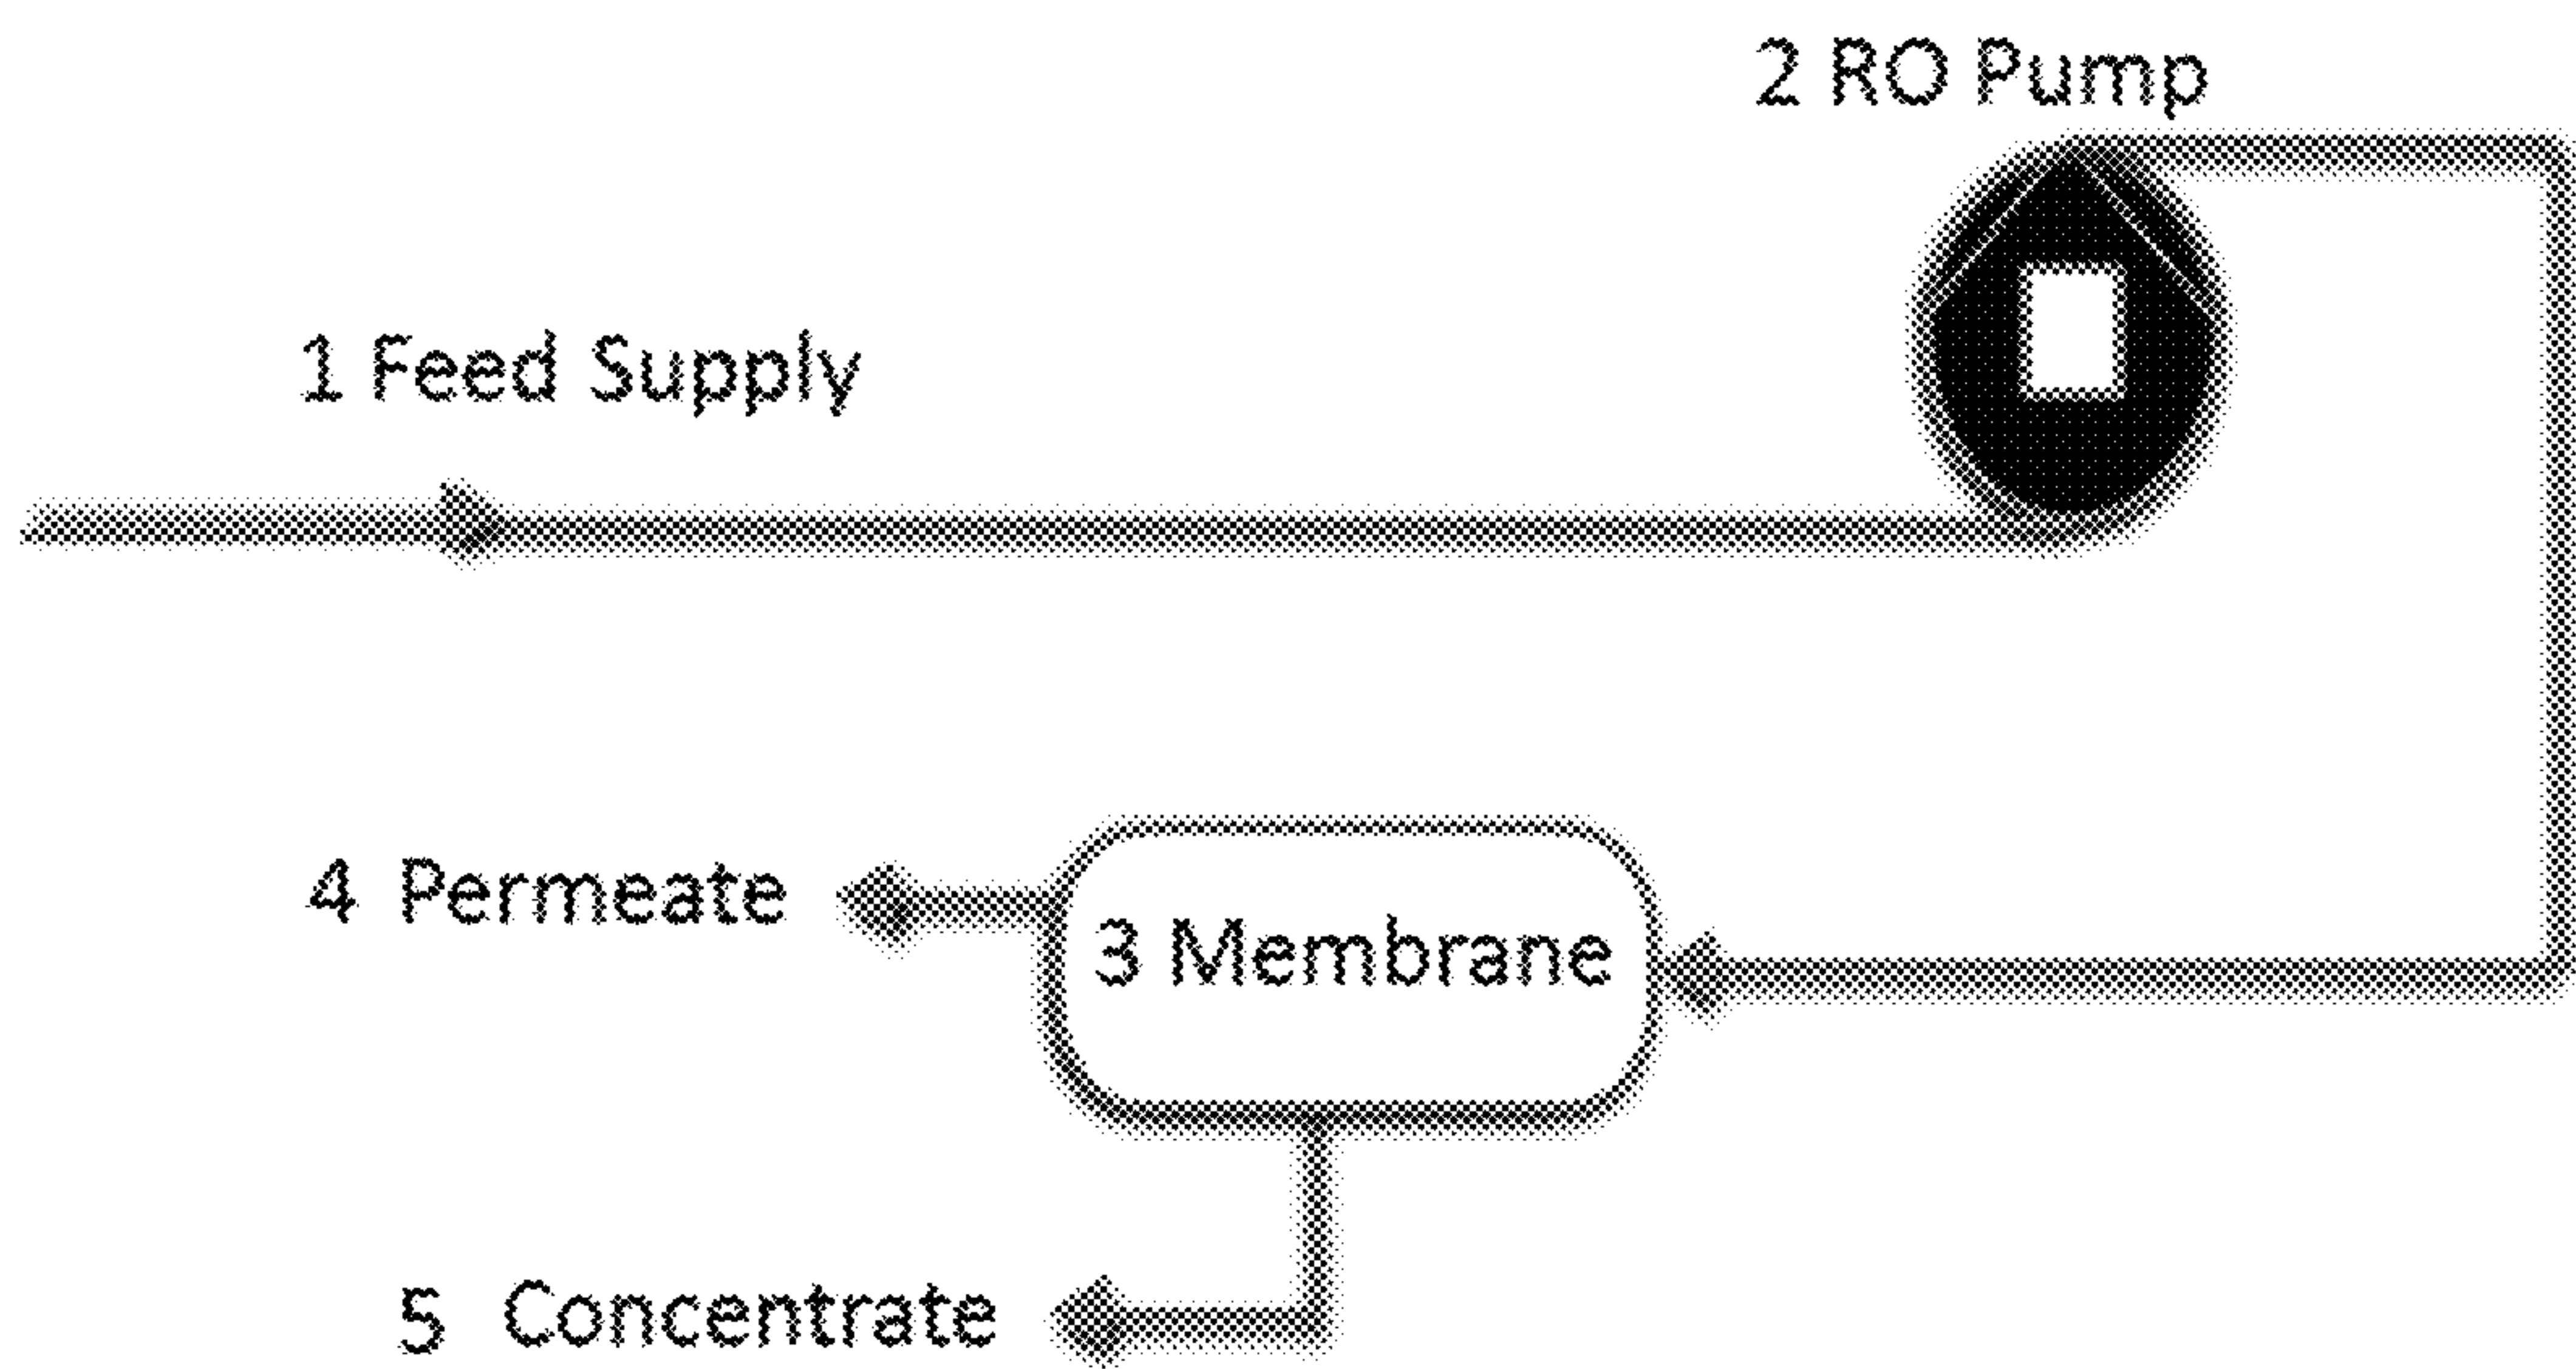 2 RO Pump
1 Feed Supply
4 Permeate
3 Membrane
5 Concentrate